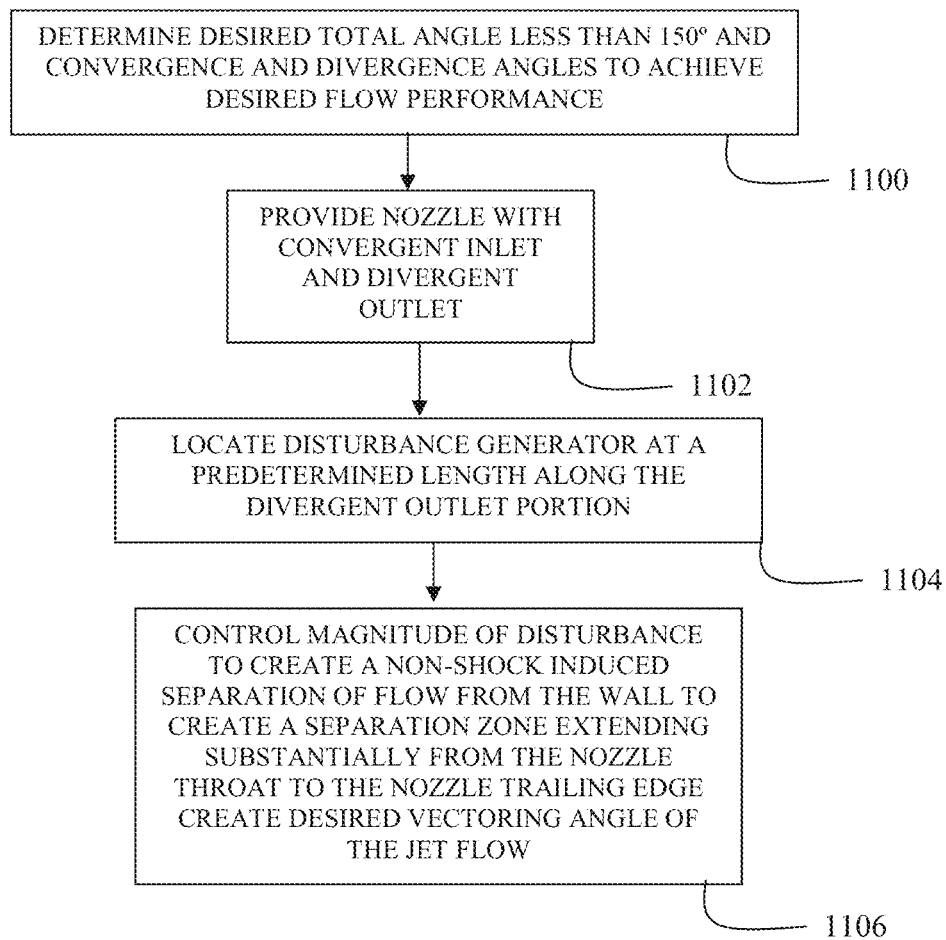 DETERMINE DESIRED TOTAL ANGLE LESS THAN 150º AND
CONVERGENCE AND DIVERGENCE ANGLES TO ACHIEVE
DESIRED FLOW PERFORMANCE
1100
PROVIDE NOZZLE WITH
CONVERGENT INLET
AND DIVERGENT
OUTLET
1102
LOCATE DISTURBANCE GENERATOR AT A
PREDETERMINED LENGTH ALONG THE
DIVERGENT OUTLET PORTION
1104
CONTROL MAGNITUDE OF DISTURBANCE
TO CREATE A NON-SHOCK INDUCED
SEPARATION OF FLOW FROM THE WALL TO
CREATE A SEPARATION ZONE EXTENDING
SUBSTANTIALLY FROM THE NOZZLE
THROAT TO THE NOZZLE TRAILING EDGE
CREATE DESIRED VECTORING ANGLE OF
THE JET FLOW
1106